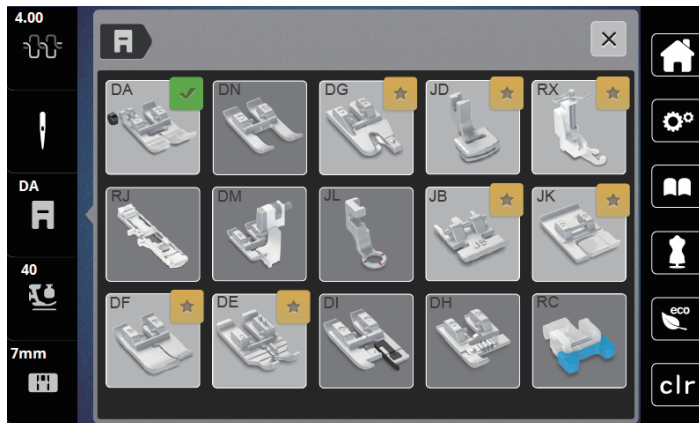 4.00
DA
40
7mm
DA DN DG JD RX
RJ DM JL JB JK
JB
DF DE DI DH RC
eco
clr